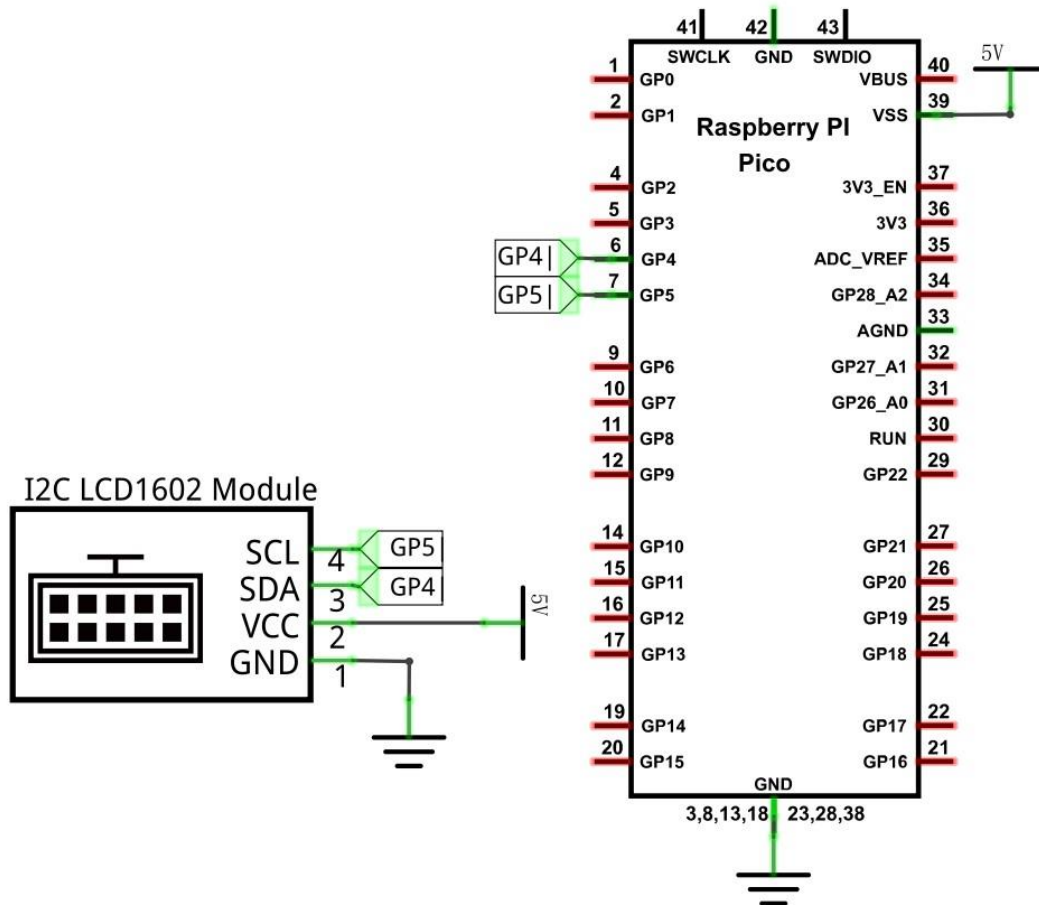 41 42 43
SWCLK GND SWDIO
5V
1 GP0 VBUS 40
2 GP1 VSS 39
Raspberry PI
Pico
4 GP2 3V3_EN 37
5 GP3 3V3 36
GP4 6 GP4 ADC_VREF 35
GP5 7 GP5 GP28_A2 34
AGND 33
9 GP6 GP27_A1 32
10 GP7 GP26_A0 31
11 GP8 RUN 30
12 GP9 GP22 29
14 GP10 GP21 27
15 GP11 GP20 26
16 GP12 GP19 25
17 GP13 GP18 24
19 GP14 GP17 22
20 GP15 GP16 21
GND
3,8,13,18 23,28,38
I2C LCD1602 Module
SCL 4 GP5
SDA 3 GP4
VCC 2 5V
GND 1